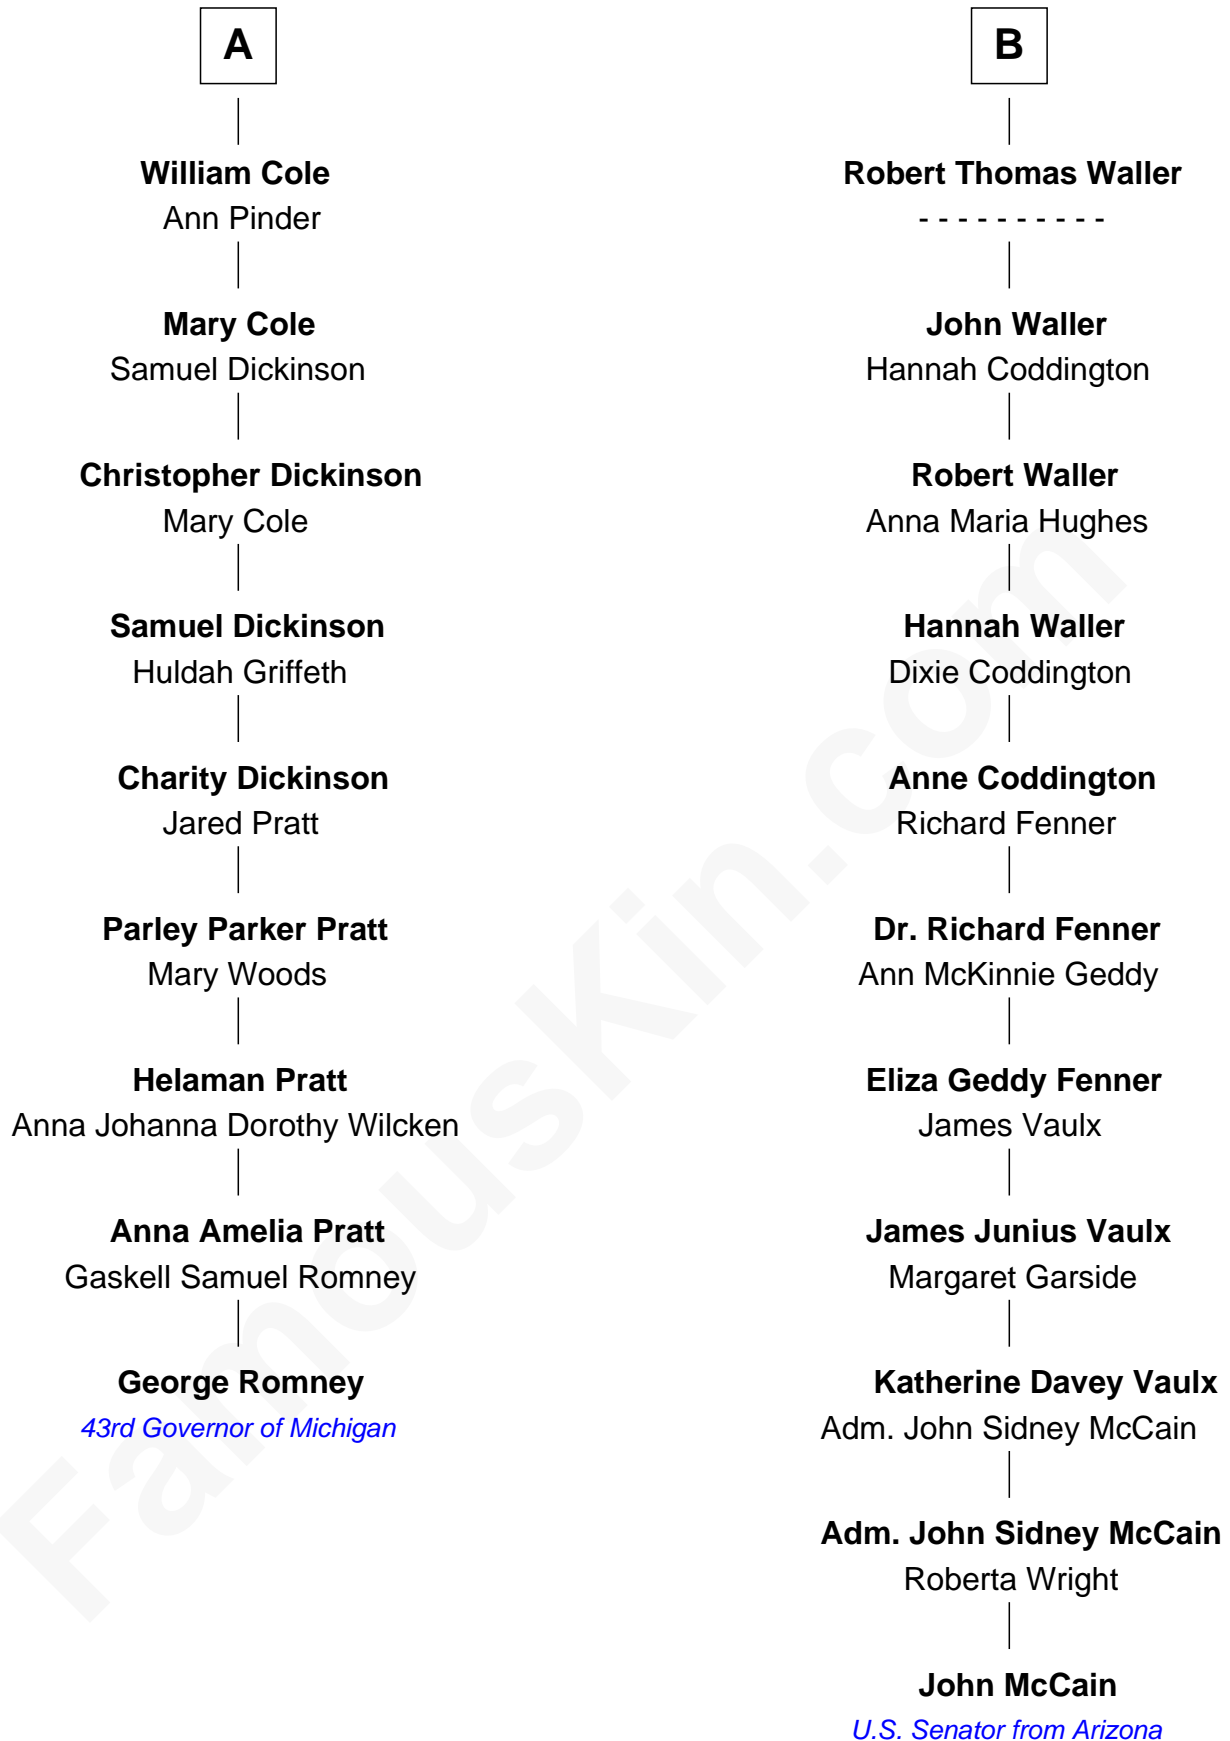 A
William Cole
Ann Pinder
Mary Cole
Samuel Dickinson
Christopher Dickinson
Mary Cole
Samuel Dickinson
Huldah Griffeth
Charity Dickinson
Jared Pratt
Parley Parker Pratt
Mary Woods
Helaman Pratt
Anna Johanna Dorothy Wilcken
Anna Amelia Pratt
Gaskell Samuel Romney
George Romney
43rd Governor of Michigan
B
Robert Thomas Waller
- - - - - - - - - -
John Waller
Hannah Coddington
Robert Waller
Anna Maria Hughes
Hannah Waller
Dixie Coddington
Anne Coddington
Richard Fenner
Dr. Richard Fenner
Ann McKinnie Geddy
Eliza Geddy Fenner
James Vaulx
James Junius Vaulx
Margaret Garside
Katherine Davey Vaulx
Adm. John Sidney McCain
Adm. John Sidney McCain
Roberta Wright
John McCain
U.S. Senator from Arizona
FamousKin.com